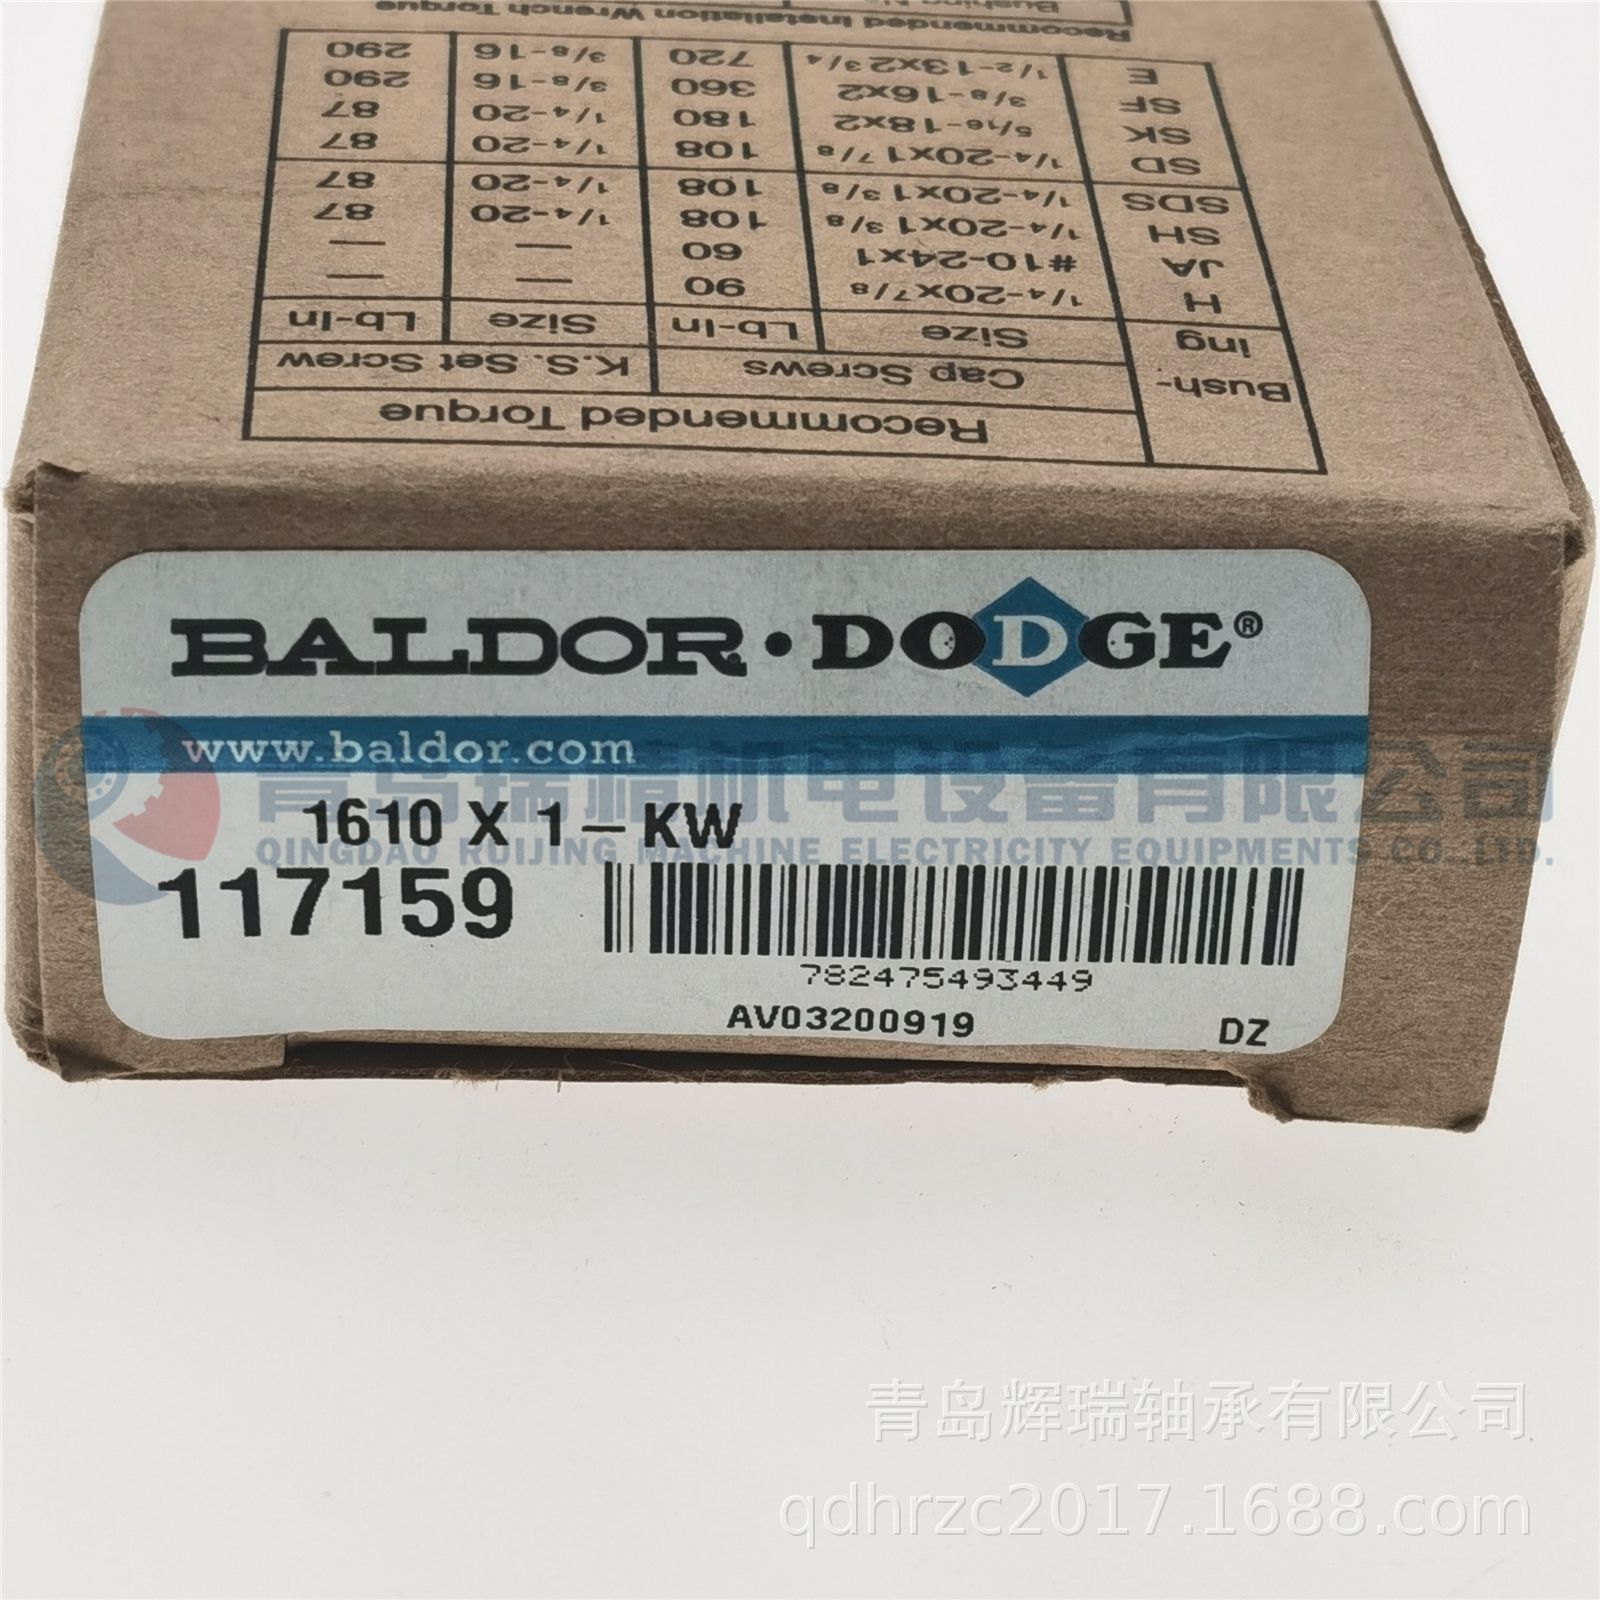 Bushing
Recommended Installation Wrench Torque
E 1/2-13x2 3/4 720 3/8-16 290
SF 3/8-16x2 360 3/8-16 290
SK 5/16-18x2 180 1/4-20 87
SD 1/4-20x1 7/8 108 1/4-20 87
SDS 1/4-20x1 3/8 108 1/4-20 87
SH 1/4-20x1 3/8 108 1/4-20 87
JA #10-24x1 60 — —
H 1/4-20x7/8 90 — —
Bush-ing Size Lb-In Size Lb-In
Cap Screws K.S. Set Screw
Recommended Torque
BALDOR•DODGE®
www.baldor.com
青岛瑞精机电设备有限公司
1610 X 1-KW
QINGDAO RUIJING MACHINE ELECTRICITY EQUIPMENTS CO.,LTD.
117159
782475493449
AV03200919 DZ
青岛辉瑞轴承有限公司
qdhrzc2017.1688.com